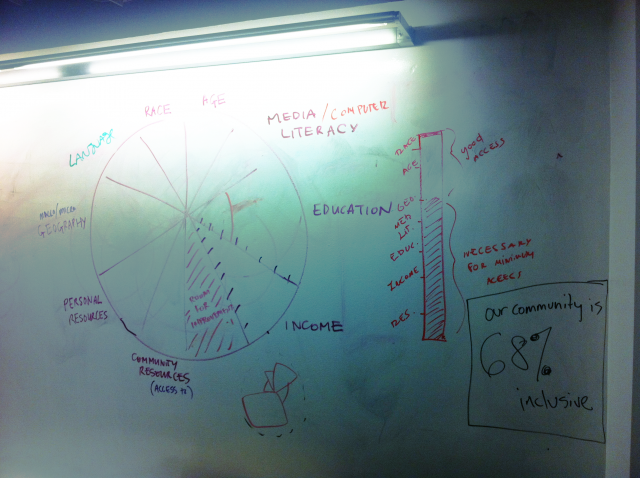 RACE
AGE
MEDIA/COMPUTER
LITERACY
LANGUAGE
MACRO/MICRO
GEOGRAPHY
EDUCATION
PERSONAL
RESOURCES
INCOME
COMMUNITY
RESOURCES
(ACCESS TO)
ROOM
FOR
IMPROVEMENT
RACE
AGE
GEO.
MED
LIT.
EDUC.
INCOME
RES.
GOOD
ACCESS
NECESSARY
FOR MINIMUM
ACCESS
our community is
68%
inclusive